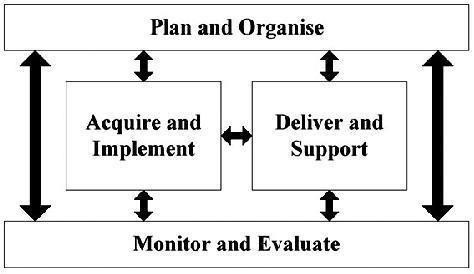 Plan and Organise
Acquire and
Implement
Deliver and
Support
Monitor and Evaluate